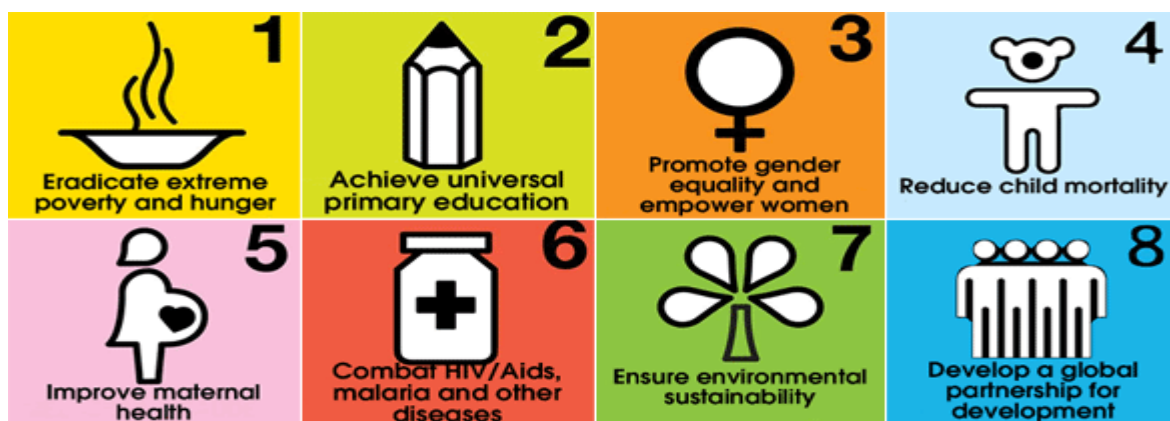 1
Eradicate extreme
poverty and hunger
2
Achieve universal
primary education
3
Promote gender
equality and
empower women
4
Reduce child mortality
5
Improve maternal
health
6
Combat HIV/Aids,
malaria and other
diseases
7
Ensure environmental
sustainability
8
Develop a global
partnership for
development